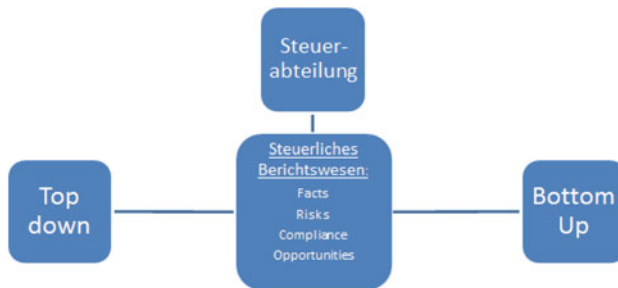 Steuer-
abteilung
Steuerliches
Berichtswesen:
Facts
Risks
Compliance
Opportunities
Top
down
Bottom
Up